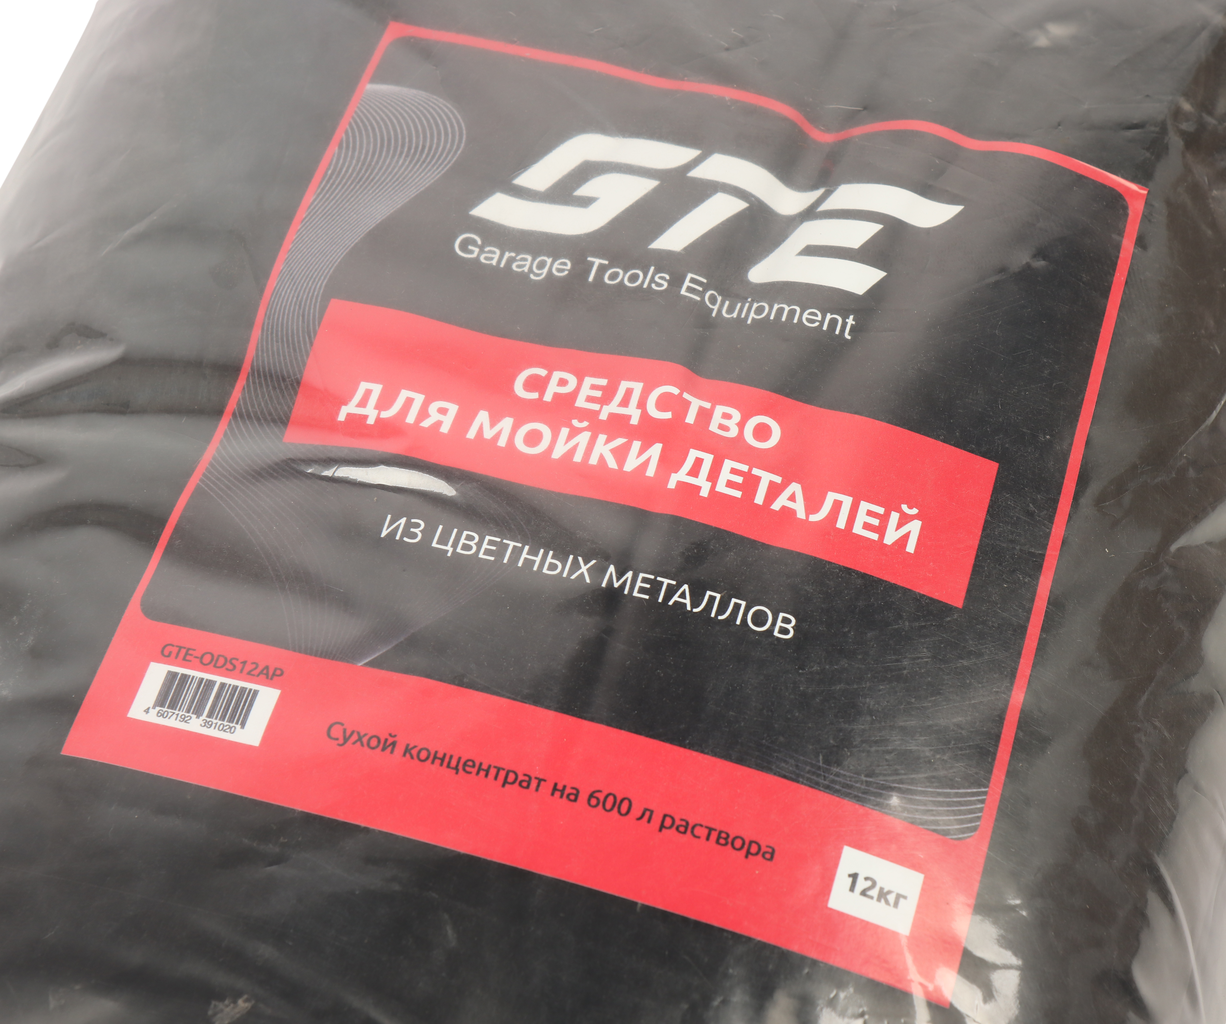 GTE
Garage Tools Equipment
СРЕДСТВО
ДЛЯ МОЙКИ ДЕТАЛЕЙ
ИЗ ЦВЕТНЫХ МЕТАЛЛОВ
GTE-ODS12AP
4 607192 391020
Сухой концентрат на 600 л раствора
12кг